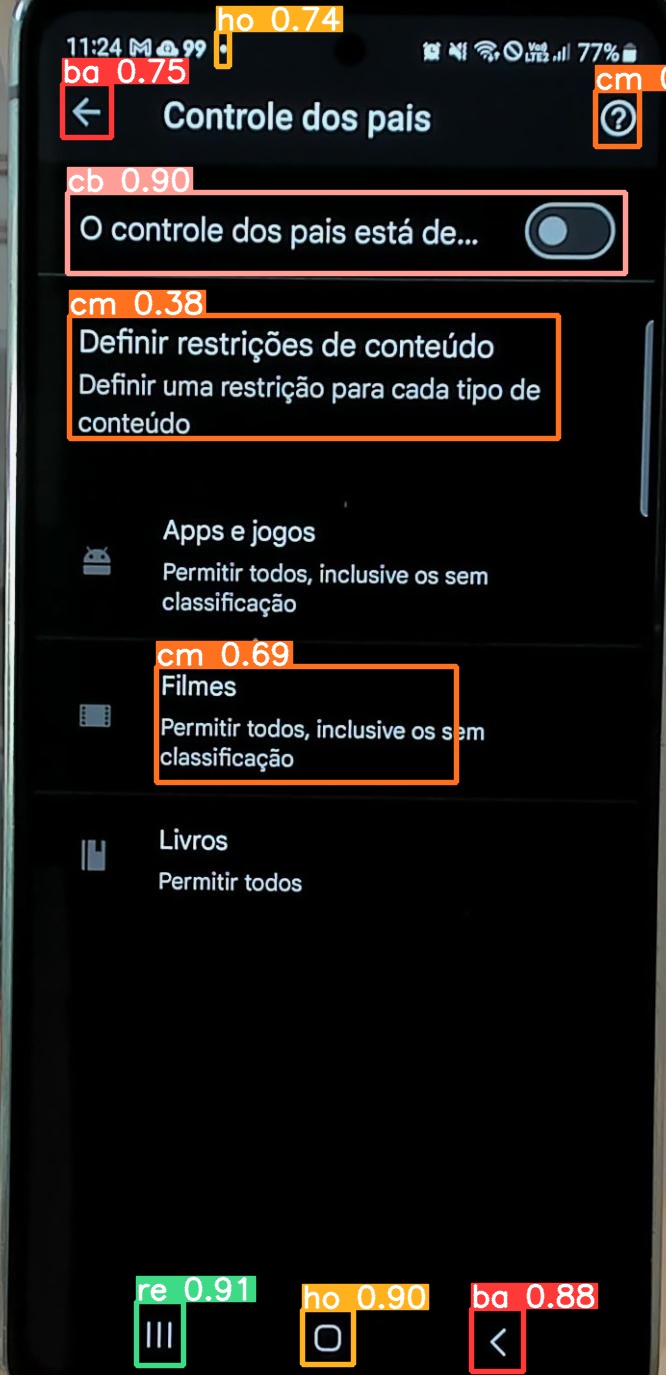 ho 0.74
11:24 99 77%
VoD LTE2
ba 0.75
cm
Controle dos pais
cb 0.90
O controle dos pais está de...
cm 0.38
Definir restrições de conteúdo
Definir uma restrição para cada tipo de
conteúdo
Apps e jogos
Permitir todos, inclusive os sem
classificação
cm 0.69
Filmes
Permitir todos, inclusive os sem
classificação
Livros
Permitir todos
re 0.91
ho 0.90
ba 0.88